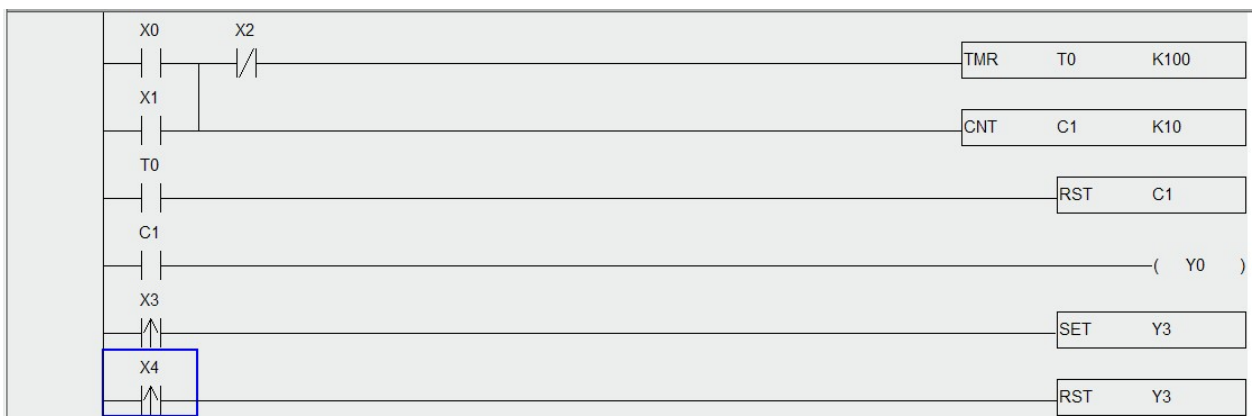 X0 X2
TMR T0 K100
X1
CNT C1 K10
T0
RST C1
C1
( Y0 )
X3
SET Y3
X4
RST Y3